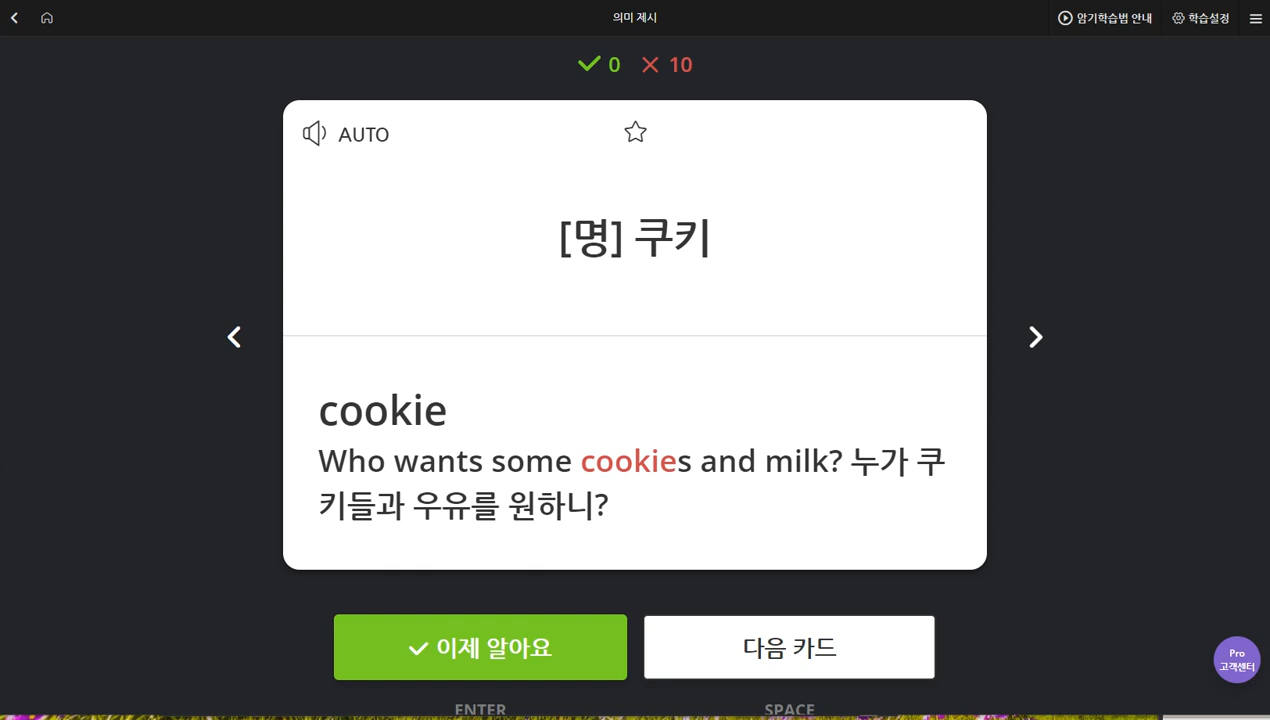 의미 제시
암기학습법 안내
학습설정
0
10
AUTO
[명] 쿠키
cookie
Who wants some cookies and milk? 누가 쿠
키들과 우유를 원하니?
이제 알아요
다음 카드
Pro
고객센터
ENTER
SPACE